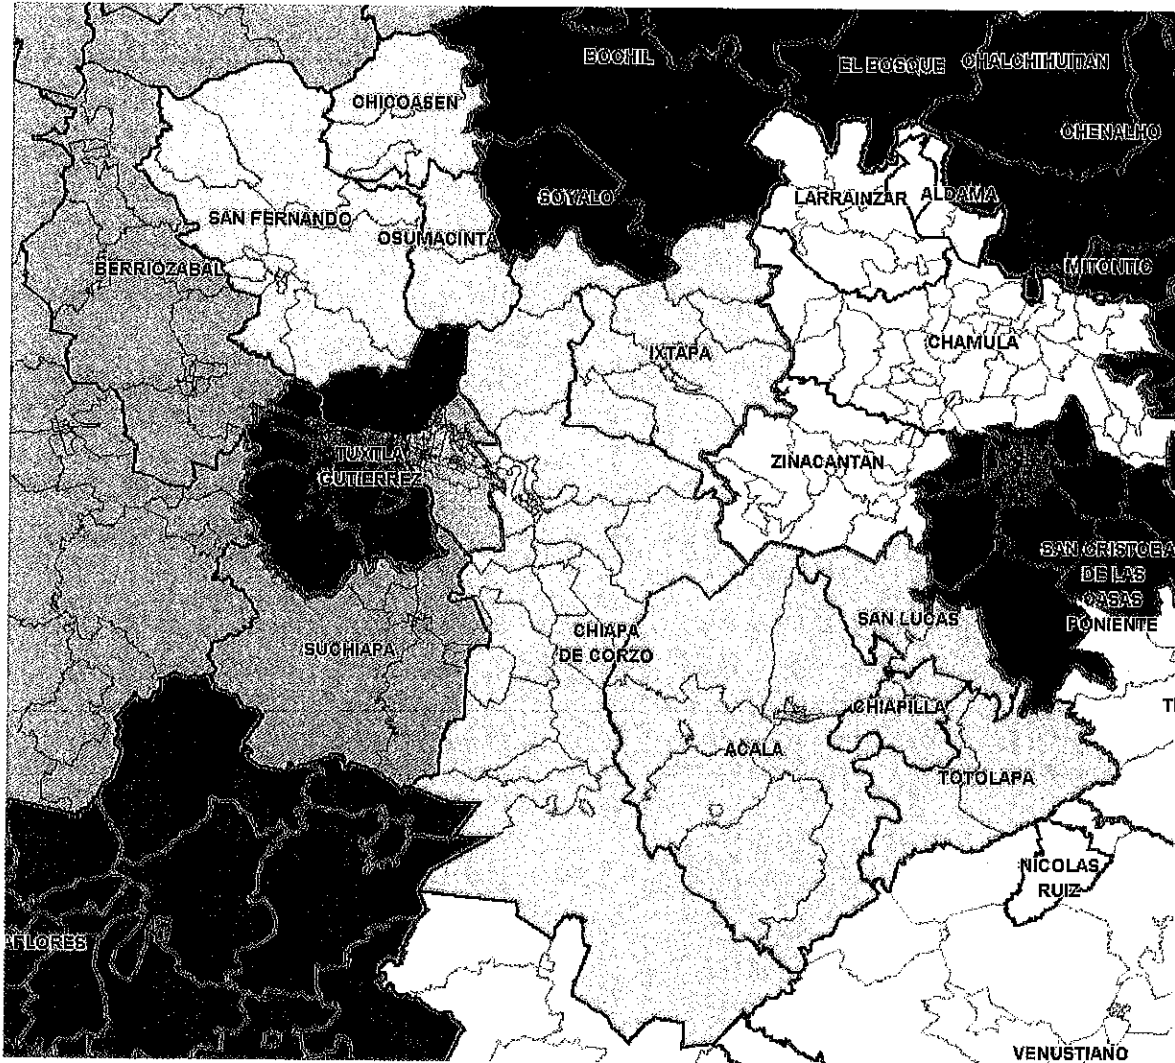 BOCHIL
EL BOSQUE
CHALCHIHUITAN
CHICOASEN
CHENALHO
SOYALO
LARRAINZAR
ALDAMA
SAN FERNANDO
OSUMACINTA
BERRIOZABAL
MITONTIC
IXTAPA
CHAMULA
TUXTLA
GUTIERREZ
ZINACANTAN
SAN CRISTOBA
DE LAS
CASAS
PONIENTE
SAN LUCAS
CHIAPA
DE CORZO
SUCHIAPA
CHIAPILLA
ACALA
TOTOLAPA
NICOLAS
RUIZ
AFLORES
VENUSTIANO